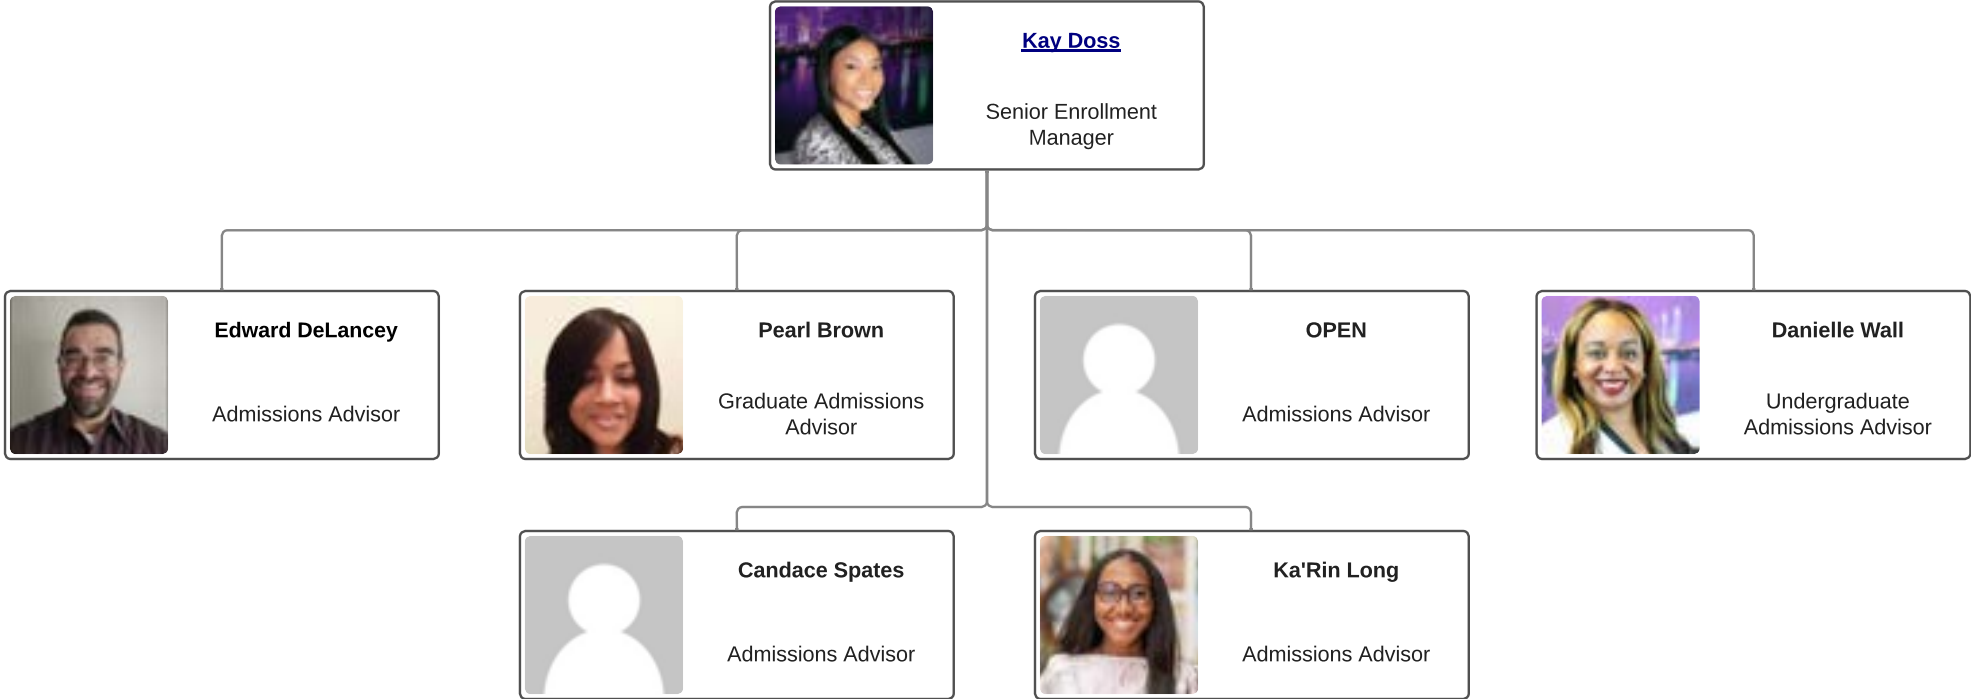 Kay Doss
Senior Enrollment
Manager
Edward DeLancey
Admissions Advisor
Pearl Brown
Graduate Admissions
Advisor
OPEN
Admissions Advisor
Danielle Wall
Undergraduate
Admissions Advisor
Candace Spates
Admissions Advisor
Ka'Rin Long
Admissions Advisor